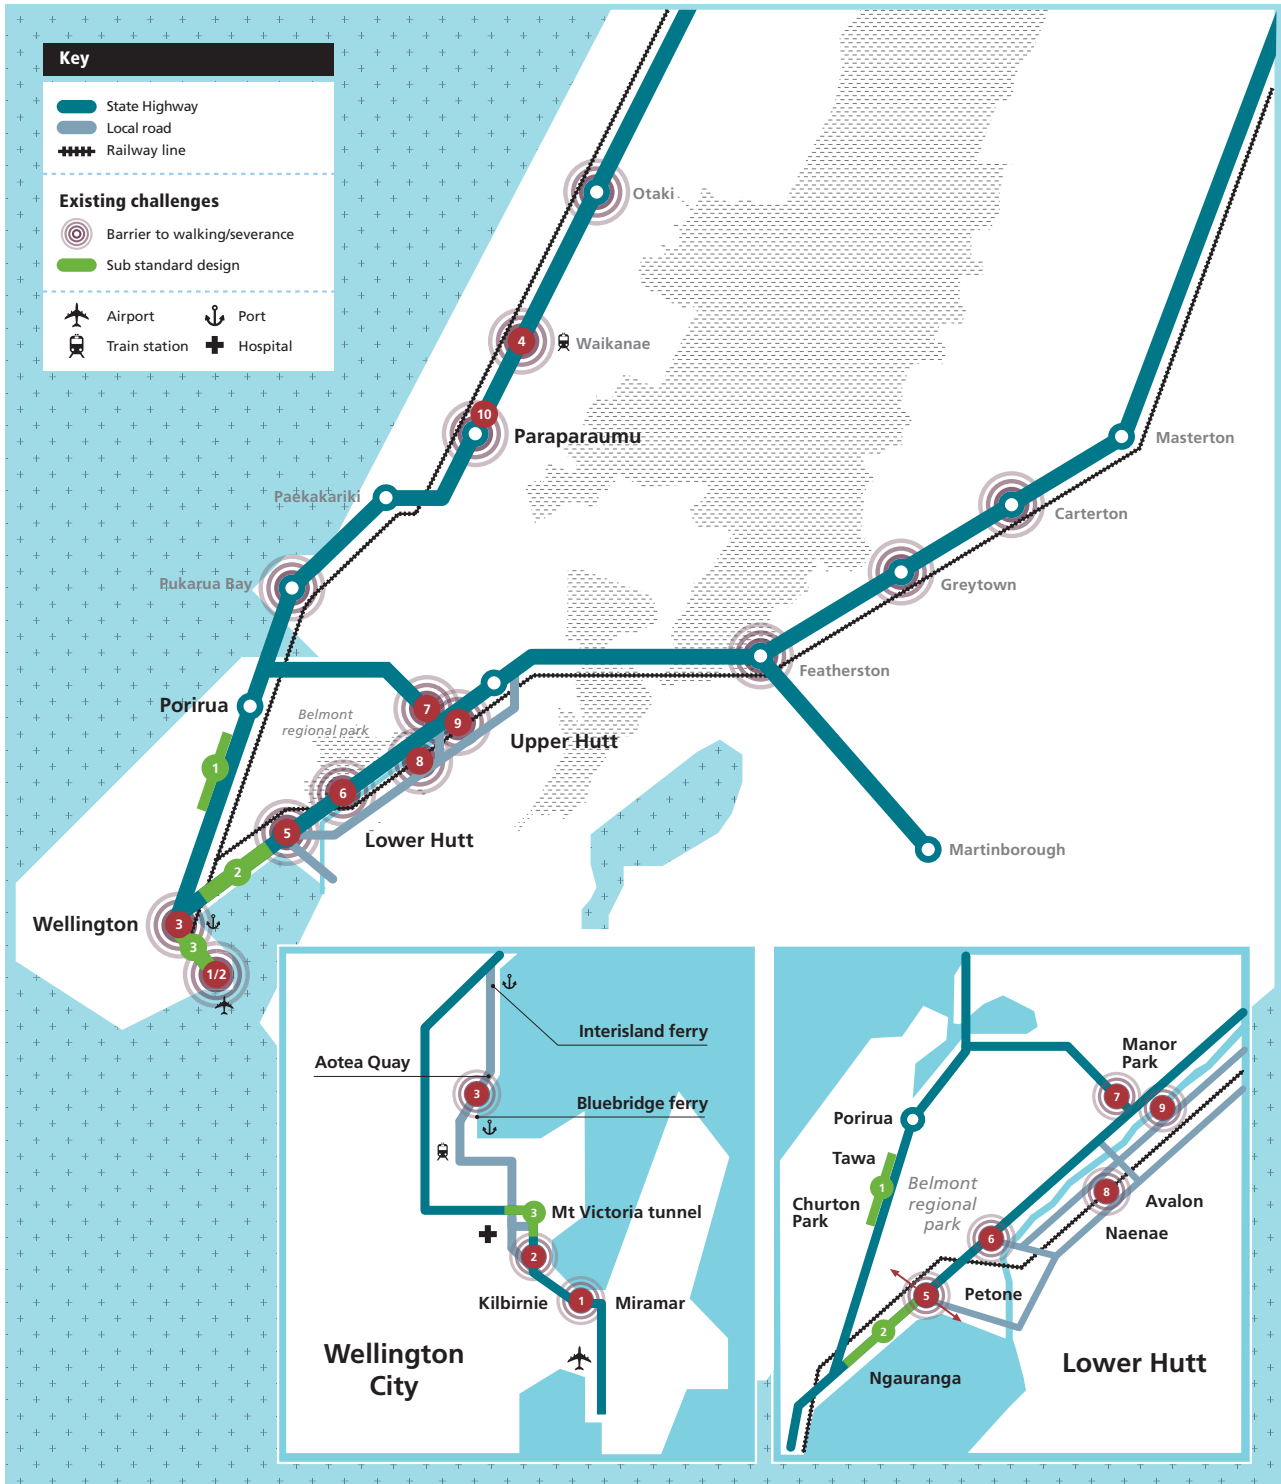 Key
State Highway
Local road
Railway line
Existing challenges
Barrier to walking/severance
Sub standard design
Airport
Port
Train station
Hospital
Otaki
4
Waikanae
10
Paraparaumu
Masterton
Paekakariki
Carterton
Pukarua Bay
Greytown
Featherston
Porirua
Belmont
regional park
7
9
Upper Hutt
1
8
6
5
Lower Hutt
Martinborough
2
Wellington
3
3
1/2
Interisland ferry
Aotea Quay
3
Bluebridge ferry
3
Mt Victoria tunnel
2
Kilbirnie
1
Miramar
Wellington
City
Manor
Park
7
9
Porirua
Tawa
1
Belmont
regional
park
Churton
Park
8
Avalon
Naenae
6
5
Petone
2
Ngauranga
Lower Hutt